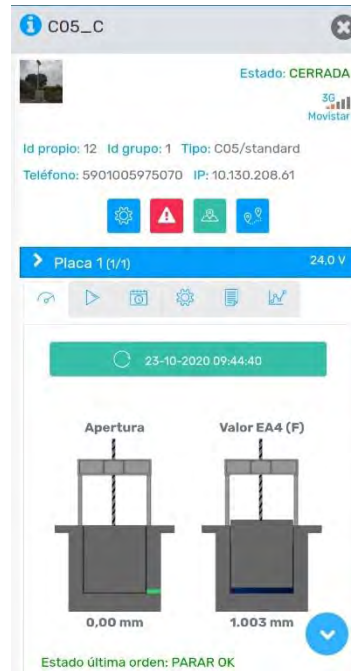 C05_C
Estado: CERRADA
3G
Movistar
Id propio: 12 Id grupo: 1 Tipo: C05/standard
Teléfono: 5901005975070 IP: 10.130.208.61
Placa 1 (1/1) 24,0 V
23-10-2020 09:44:40
Apertura Valor EA4 (F)
0,00 mm 1.003 mm
Estado última orden: PARAR OK